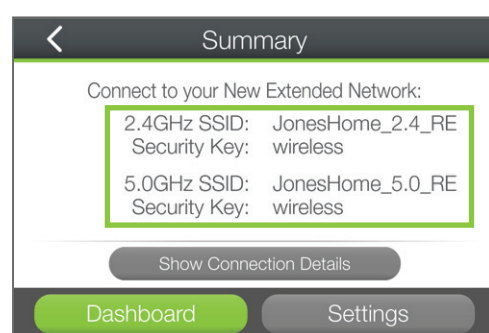 Summary
Connect to your New Extended Network:
2.4GHz SSID: JonesHome_2.4_RE
Security Key: wireless
5.0GHz SSID: JonesHome_5.0_RE
Security Key: wireless
Show Connection Details
Dashboard Settings